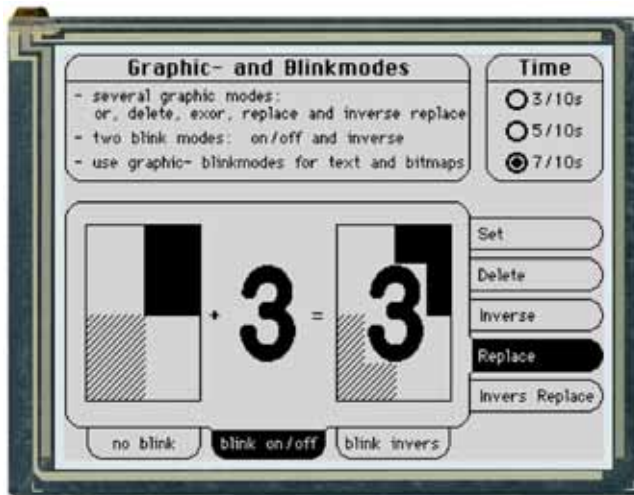 Graphic- and Blinkmodes
- several graphic modes:
or, delete, exor, replace and inverse replace
- two blink modes: on/off and inverse
- use graphic- blinkmodes for text and bitmaps
Time
3/10s
5/10s
7/10s
+ 3 = 3
Set
Delete
Inverse
Replace
Invers Replace
no blink
blink on/off
blink invers